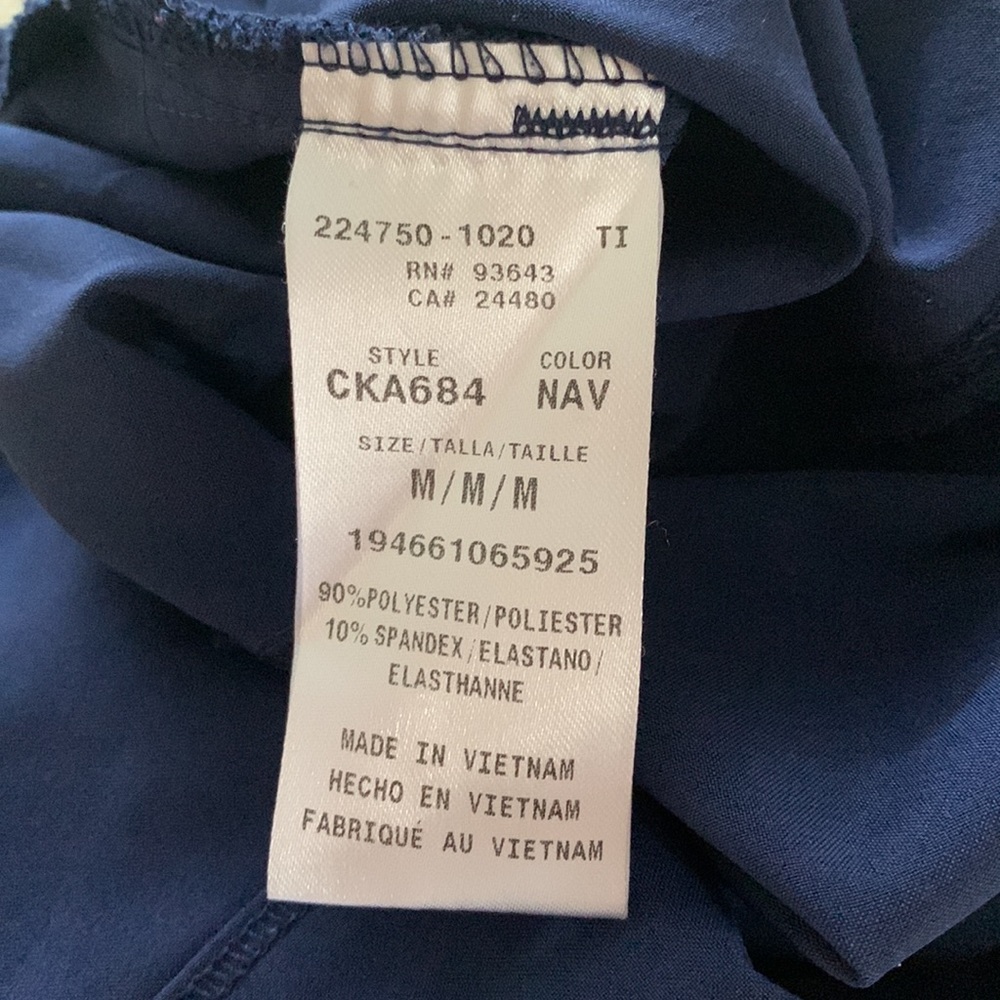 224750-1020 TI
RN# 93643
CA# 24480
STYLE COLOR
CKA684 NAV
SIZE/TALLA/TAILLE
M/M/M
194661065925
90%POLYESTER/POLIESTER
10% SPANDEX/ELASTANO/
ELASTHANNE
MADE IN VIETNAM
HECHO EN VIETNAM
FABRIQUÉ AU VIETNAM